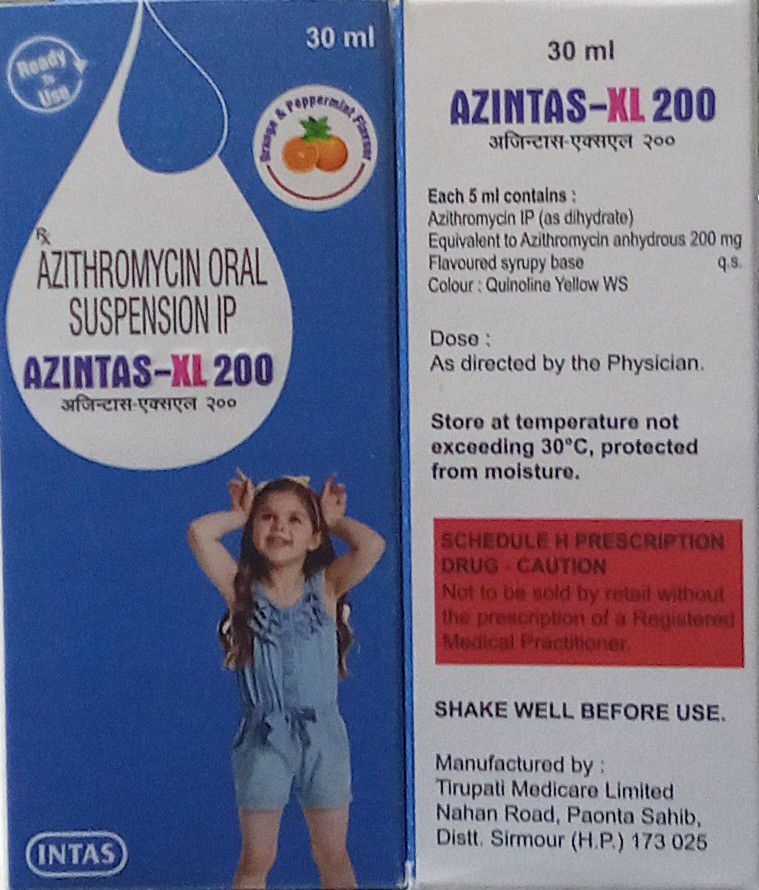 30 ml
Ready
To
Use
Orange & Peppermint Flavour
Rx
AZITHROMYCIN ORAL
SUSPENSION IP
AZINTAS-XL 200
अजिन्टास-एक्सएल २००
INTAS
30 ml
AZINTAS-XL 200
अजिन्टास-एक्सएल २००
Each 5 ml contains :
Azithromycin IP (as dihydrate)
Equivalent to Azithromycin anhydrous 200 mg
Flavoured syrupy base q.s.
Colour : Quinoline Yellow WS
Dose :
As directed by the Physician.
Store at temperature not
exceeding 30°C, protected
from moisture.
SCHEDULE H PRESCRIPTION
DRUG - CAUTION
Not to be sold by retail without
the prescription of a Registered
Medical Practitioner.
SHAKE WELL BEFORE USE.
Manufactured by :
Tirupati Medicare Limited
Nahan Road, Paonta Sahib,
Distt. Sirmour (H.P.) 173 025